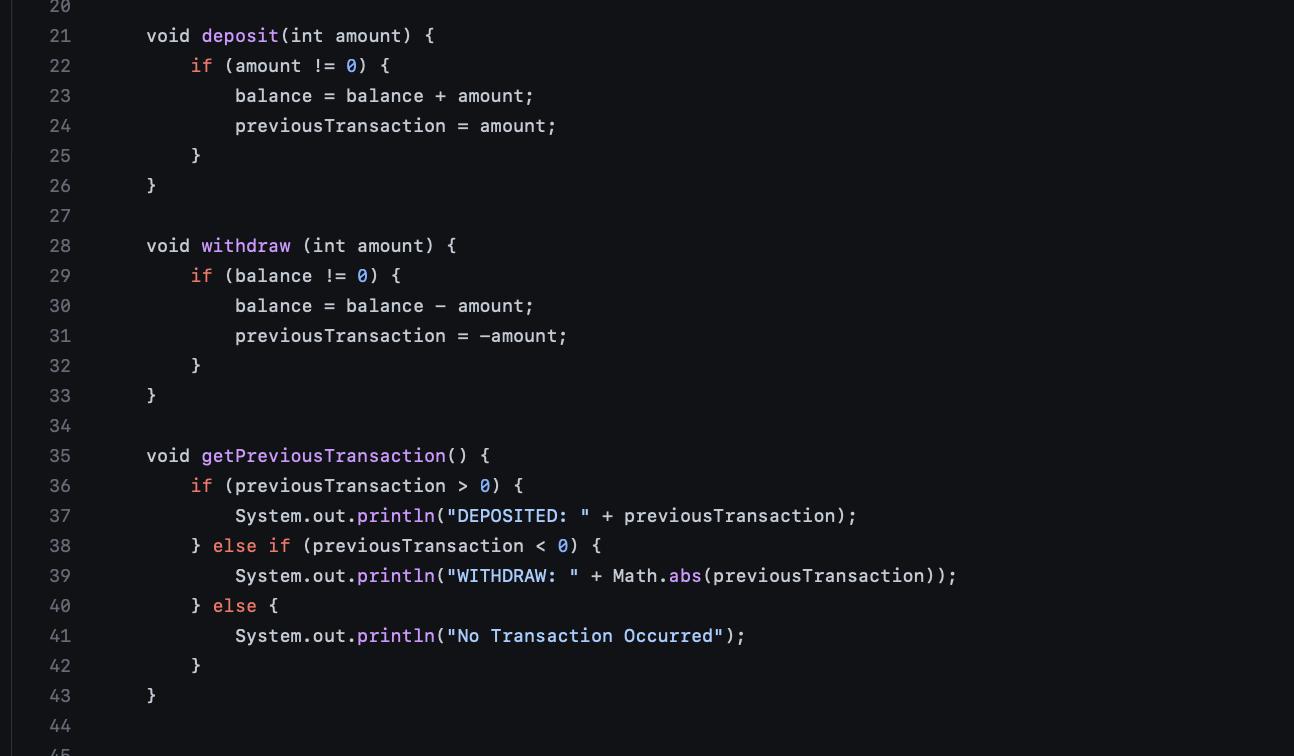 20
21 void deposit(int amount) {
22 if (amount != 0) {
23 balance = balance + amount;
24 previousTransaction = amount;
25 }
26 }
27
28 void withdraw (int amount) {
29 if (balance != 0) {
30 balance = balance - amount;
31 previousTransaction = -amount;
32 }
33 }
34
35 void getPreviousTransaction() {
36 if (previousTransaction > 0) {
37 System.out.println("DEPOSITED: " + previousTransaction);
38 } else if (previousTransaction < 0) {
39 System.out.println("WITHDRAW: " + Math.abs(previousTransaction));
40 } else {
41 System.out.println("No Transaction Occurred");
42 }
43 }
44
45